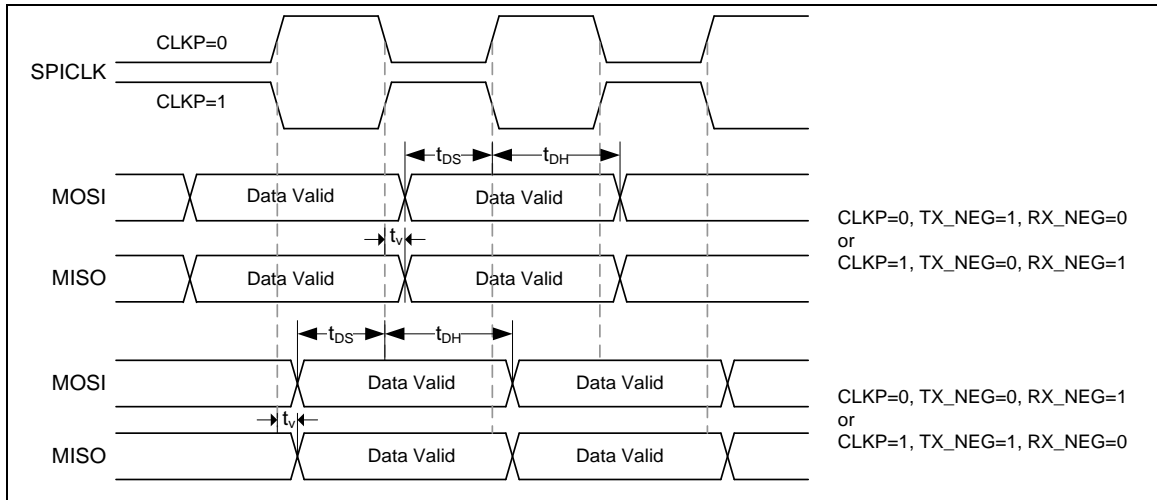 CLKP=0
SPICLK
CLKP=1
tDS
tDH
MOSI
Data Valid
Data Valid
tv
MISO
Data Valid
Data Valid
CLKP=0, TX_NEG=1, RX_NEG=0
or
CLKP=1, TX_NEG=0, RX_NEG=1
tDS
tDH
MOSI
Data Valid
Data Valid
tv
MISO
Data Valid
Data Valid
CLKP=0, TX_NEG=0, RX_NEG=1
or
CLKP=1, TX_NEG=1, RX_NEG=0